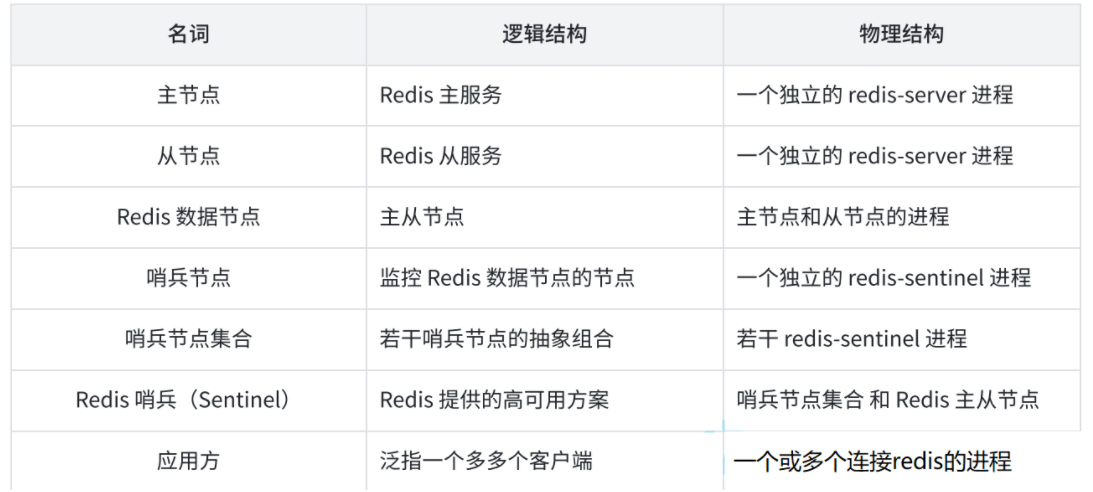 名词 逻辑结构 物理结构
主节点 Redis 主服务 一个独立的 redis-server 进程
从节点 Redis 从服务 一个独立的 redis-server 进程
Redis 数据节点 主从节点 主节点和从节点的进程
哨兵节点 监控 Redis 数据节点的节点 一个独立的 redis-sentinel 进程
哨兵节点集合 若干哨兵节点的抽象组合 若干 redis-sentinel 进程
Redis 哨兵（Sentinel） Redis 提供的高可用方案 哨兵节点集合 和 Redis 主从节点
应用方 泛指一个多多个客户端 一个或多个连接redis的进程